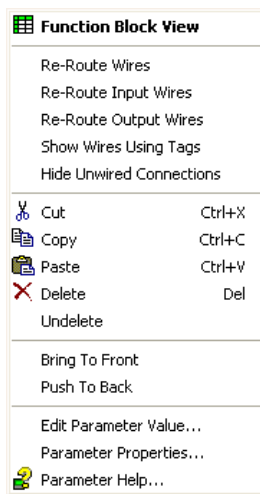 Function Block View
Re-Route Wires
Re-Route Input Wires
Re-Route Output Wires
Show Wires Using Tags
Hide Unwired Connections
Cut Ctrl+X
Copy Ctrl+C
Paste Ctrl+V
Delete Del
Undelete
Bring To Front
Push To Back
Edit Parameter Value...
Parameter Properties...
Parameter Help...